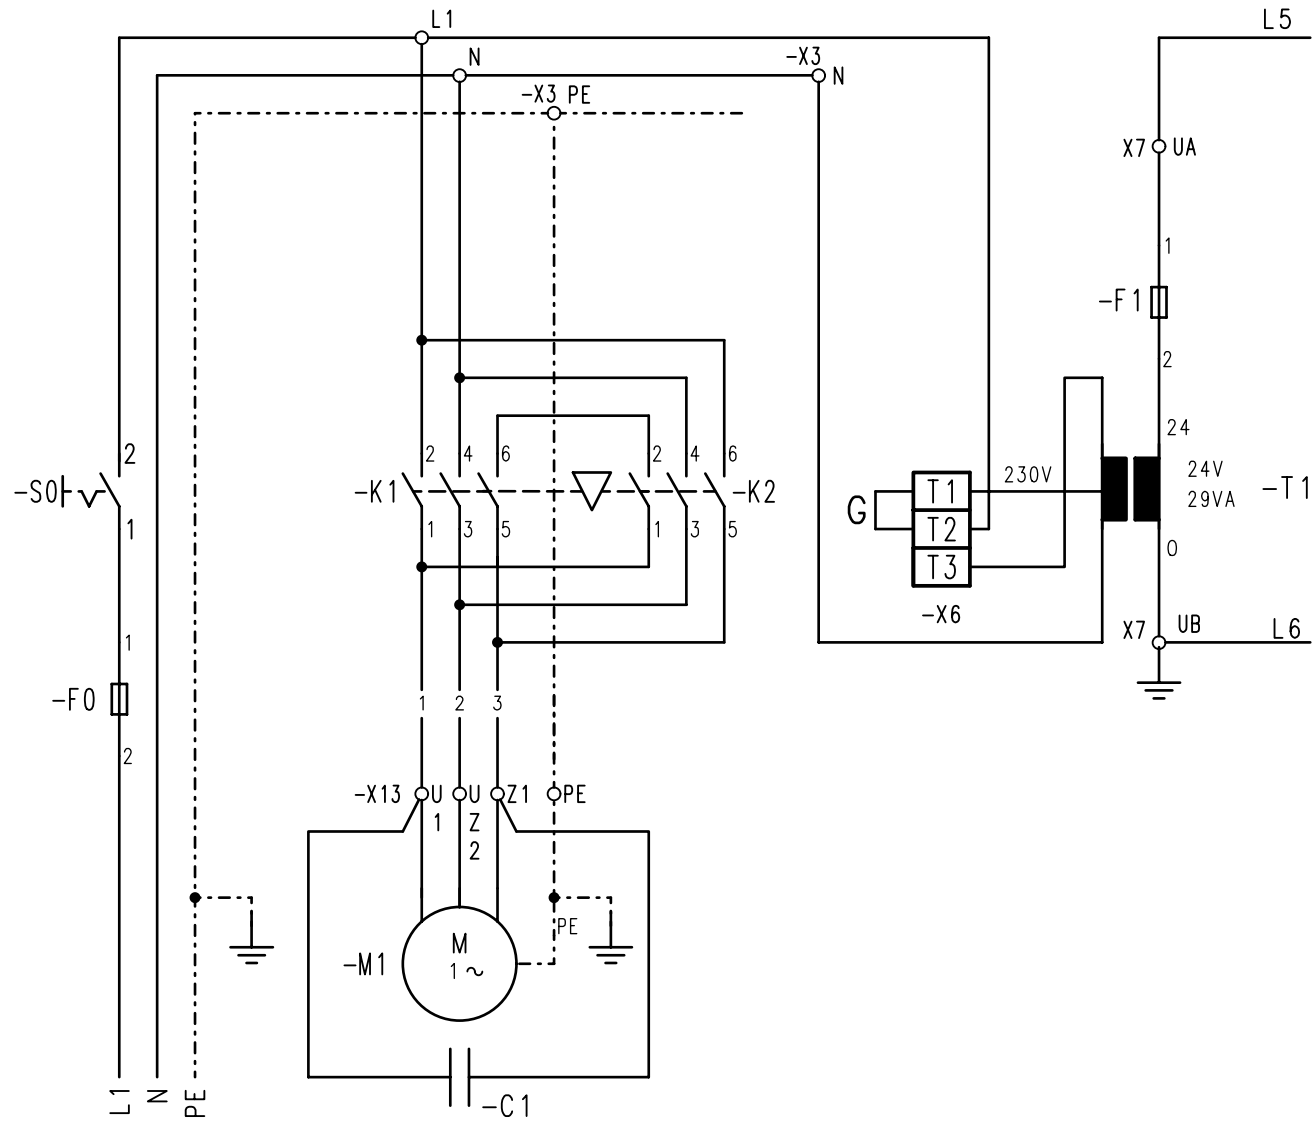 L1
L5
N
-X3
N
-X3 PE
X7 UA
1
-F1
2
2
2 4 6
2 4 6
24
-S0
-K1
-K2
G
T1
230V
24V
-T1
29VA
T2
1
1 3 5
1 3 5
0
T3
-X6
1
X7 UB
L6
-F0
1 2 3
2
-X13 U U Z1 PE
1 Z
2
PE
M
-M1
1~
L1 N PE
-C1